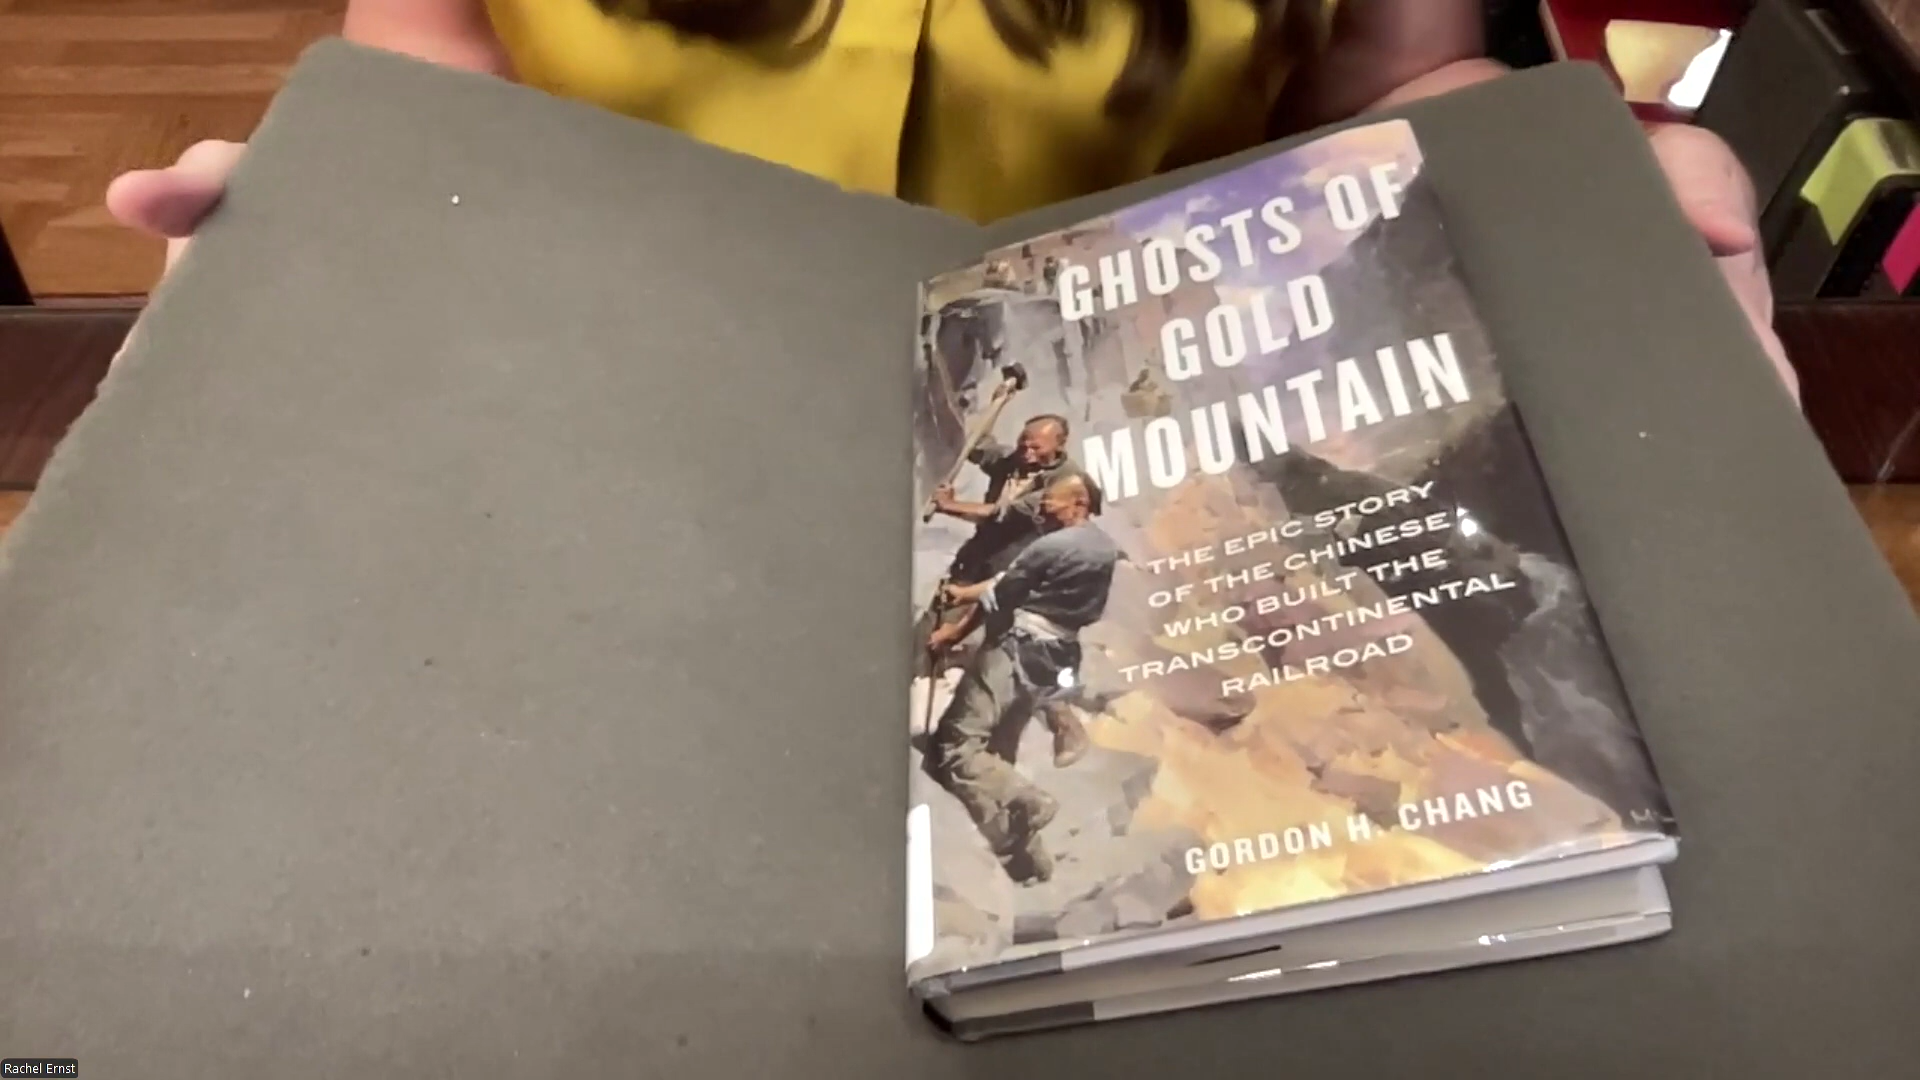 GHOSTS OF
GOLD
MOUNTAIN
THE EPIC STORY
OF THE CHINESE
WHO BUILT THE
TRANSCONTINENTAL
RAILROAD
GORDON H. CHANG
Rachel Ernst